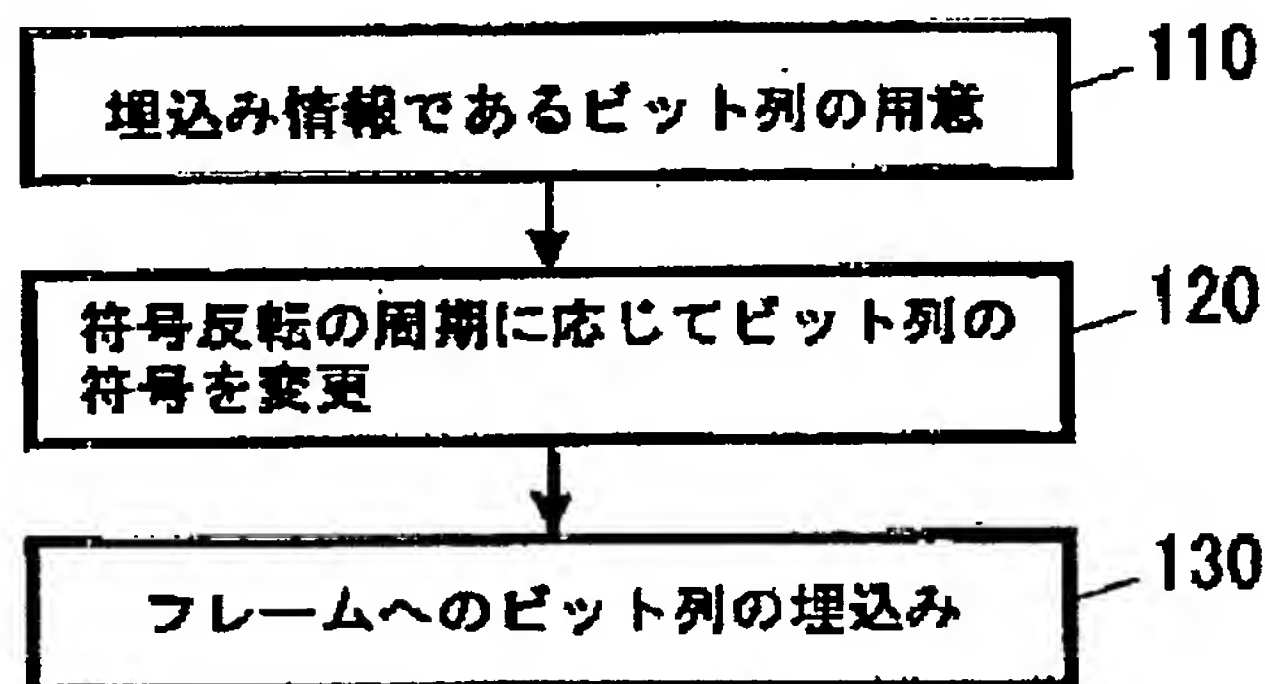 埋込み情報であるビット列の用意
110
符号反転の周期に応じてビット列の
符号を変更
120
フレームへのビット列の埋込み
130